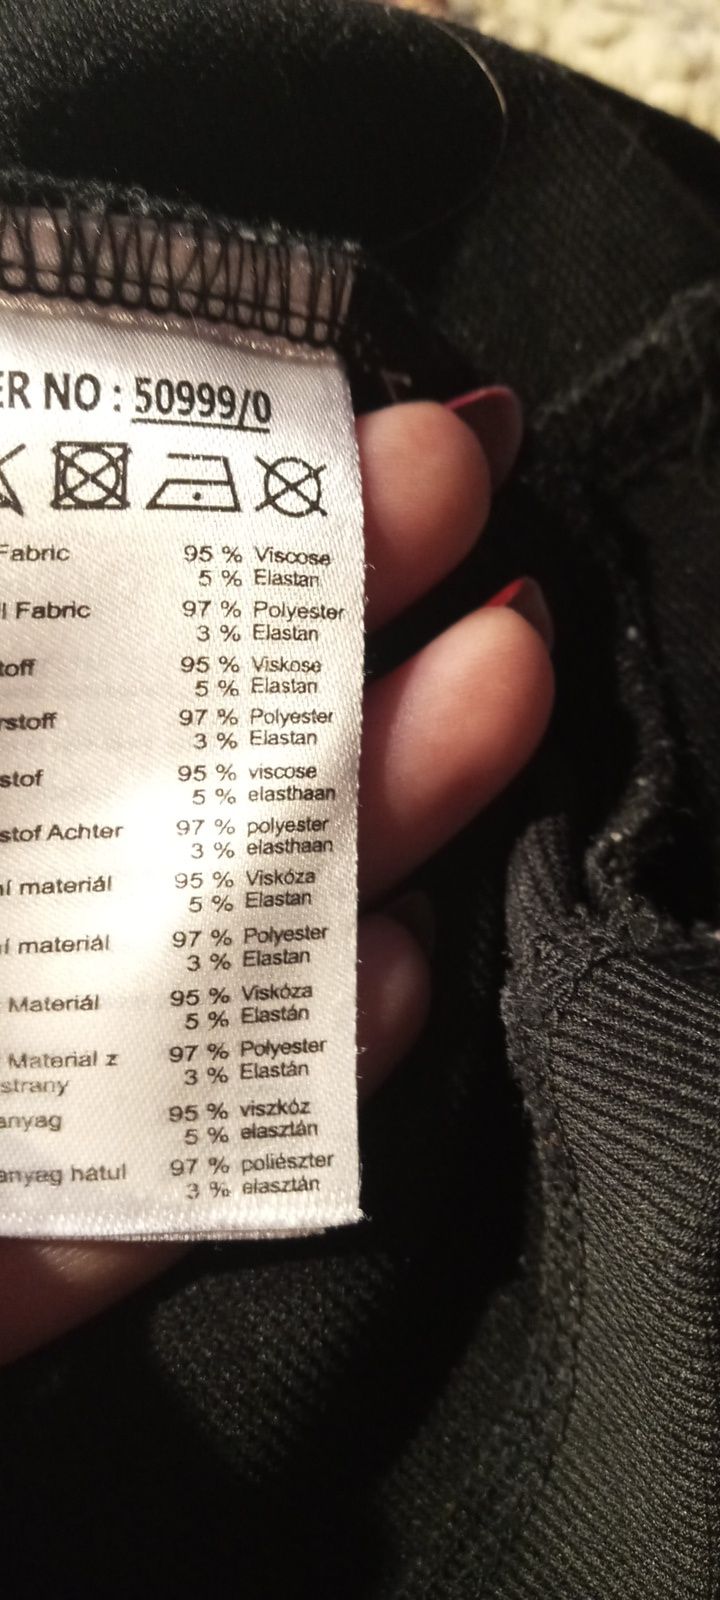 ER NO : 50999/0
Fabric 95 % Viscose
5 % Elastan
l Fabric 97 % Polyester
3 % Elastan
toff 95 % Viskose
5 % Elastan
rstoff 97 % Polyester
3 % Elastan
stof 95 % viscose
5 % elasthaan
stof Achter 97 % polyester
3 % elasthaan
ní materiál 95 % Viskóza
5 % Elastan
í materiál 97 % Polyester
3 % Elastan
Materiál 95 % Viskóza
5 % Elastán
Materiál z 97 % Polyester
strany 3 % Elastán
anyag 95 % viszkóz
5 % elasztán
anyag hátul 97 % poliészter
3 % elasztán